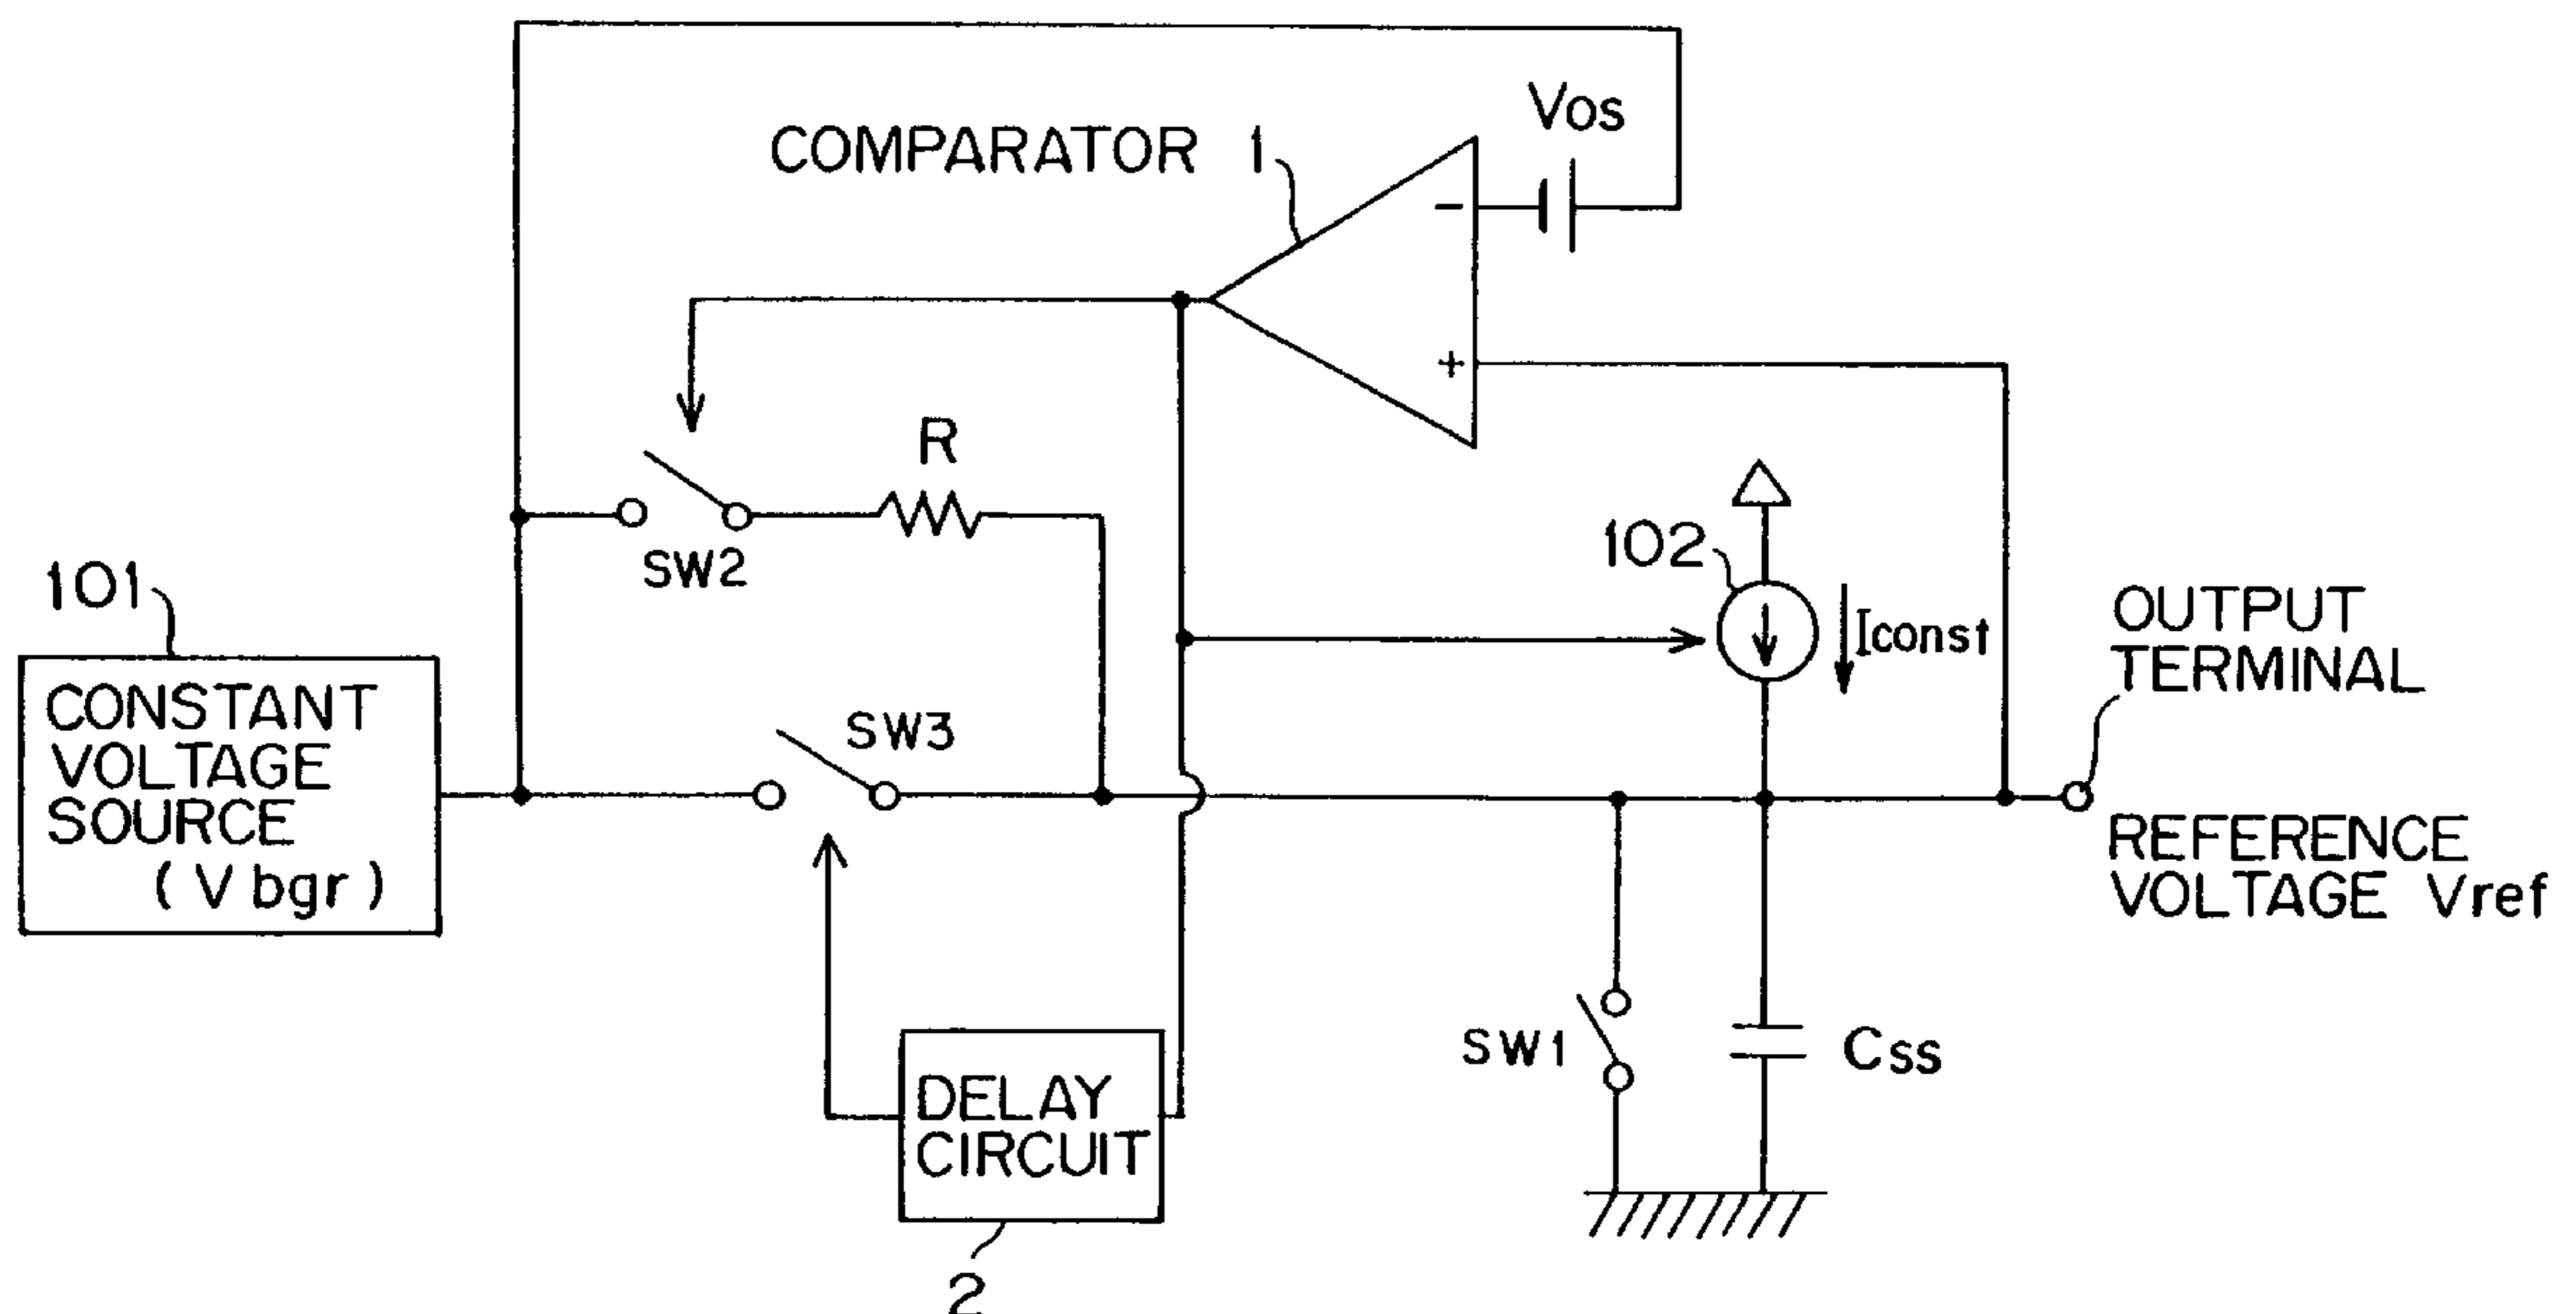 Vos
COMPARATOR 1
-
+
R
SW2
102
Iconst
101
OUTPUT
TERMINAL
CONSTANT
VOLTAGE
SOURCE
(Vbgr)
SW3
REFERENCE
VOLTAGE Vref
SW1
Css
DELAY
CIRCUIT
2